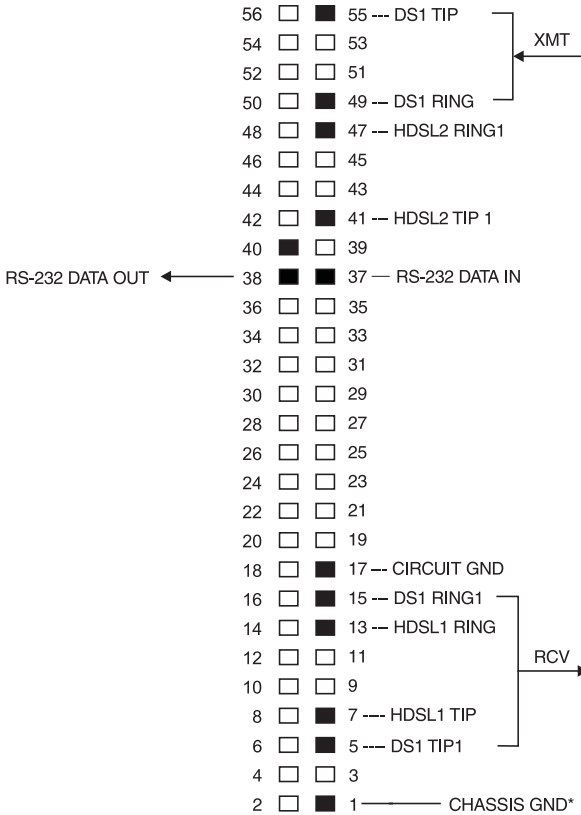 56 55 --- DS1 TIP
XMT
54 53
52 51
50 49 --- DS1 RING
48 47 --- HDSL2 RING1
46 45
44 43
42 41 --- HDSL2 TIP 1
40 39
RS-232 DATA OUT 38 37 — RS-232 DATA IN
36 35
34 33
32 31
30 29
28 27
26 25
24 23
22 21
20 19
18 17 --- CIRCUIT GND
16 15 --- DS1 RING1
14 13 --- HDSL1 RING
12 11
RCV
10 9
8 7 ---- HDSL1 TIP
6 5 ---- DS1 TIP1
4 3
2 1 CHASSIS GND*